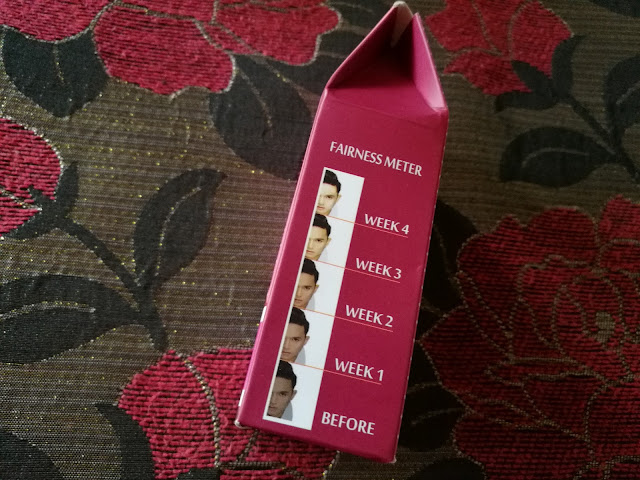 FAIRNESS METER
WEEK 4
WEEK 3
WEEK 2
WEEK 1
BEFORE